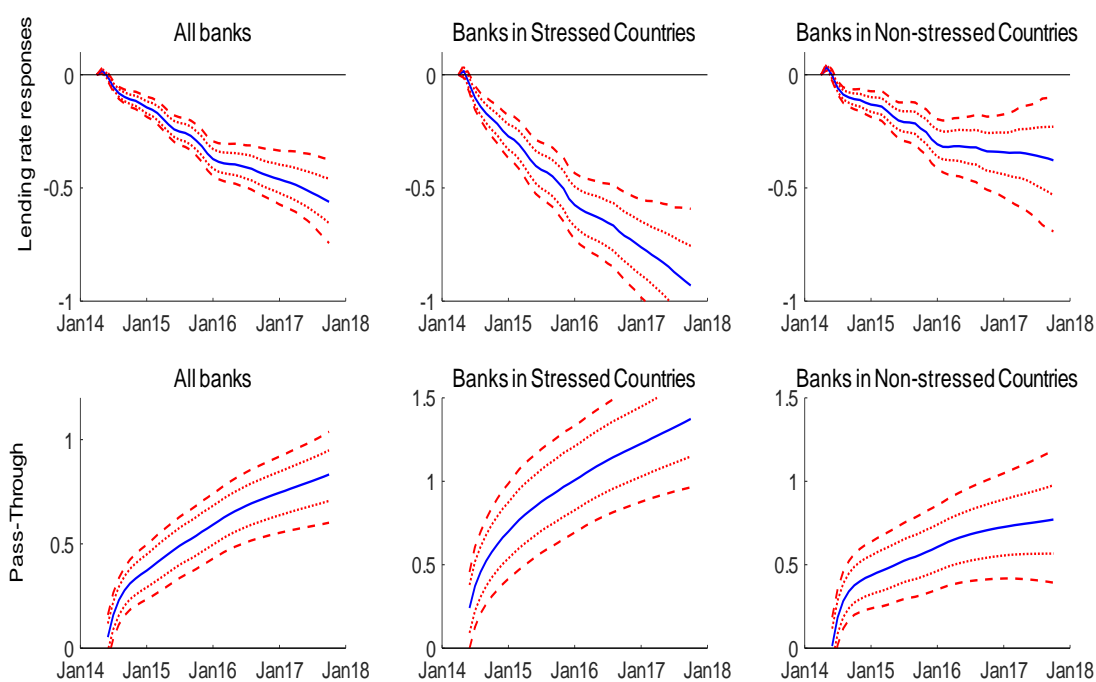 All banks
Banks in Stressed Countries
Banks in Non-stressed Countries
Lending rate responses
0
-0.5
-1
Jan14 Jan15 Jan16 Jan17 Jan18
0
-0.5
-1
Jan14 Jan15 Jan16 Jan17 Jan18
0
-0.5
-1
Jan14 Jan15 Jan16 Jan17 Jan18
All banks
Banks in Stressed Countries
Banks in Non-stressed Countries
Pass-Through
1
0.5
0
Jan14 Jan15 Jan16 Jan17 Jan18
1.5
1
0.5
0
Jan14 Jan15 Jan16 Jan17 Jan18
1.5
1
0.5
0
Jan14 Jan15 Jan16 Jan17 Jan18